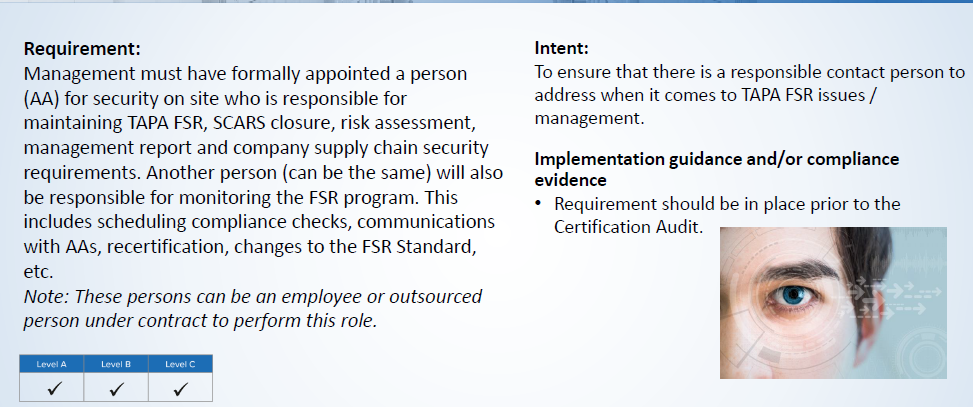 Requirement:
Management must have formally appointed a person
(AA) for security on site who is responsible for
maintaining TAPA FSR, SCARS closure, risk assessment,
management report and company supply chain security
requirements. Another person (can be the same) will also
be responsible for monitoring the FSR program. This
includes scheduling compliance checks, communications
with AAs, recertification, changes to the FSR Standard,
etc.
Note: These persons can be an employee or outsourced
person under contract to perform this role.
Level A Level B Level C
✓ ✓ ✓
Intent:
To ensure that there is a responsible contact person to
address when it comes to TAPA FSR issues /
management.
Implementation guidance and/or compliance
evidence
• Requirement should be in place prior to the
Certification Audit.